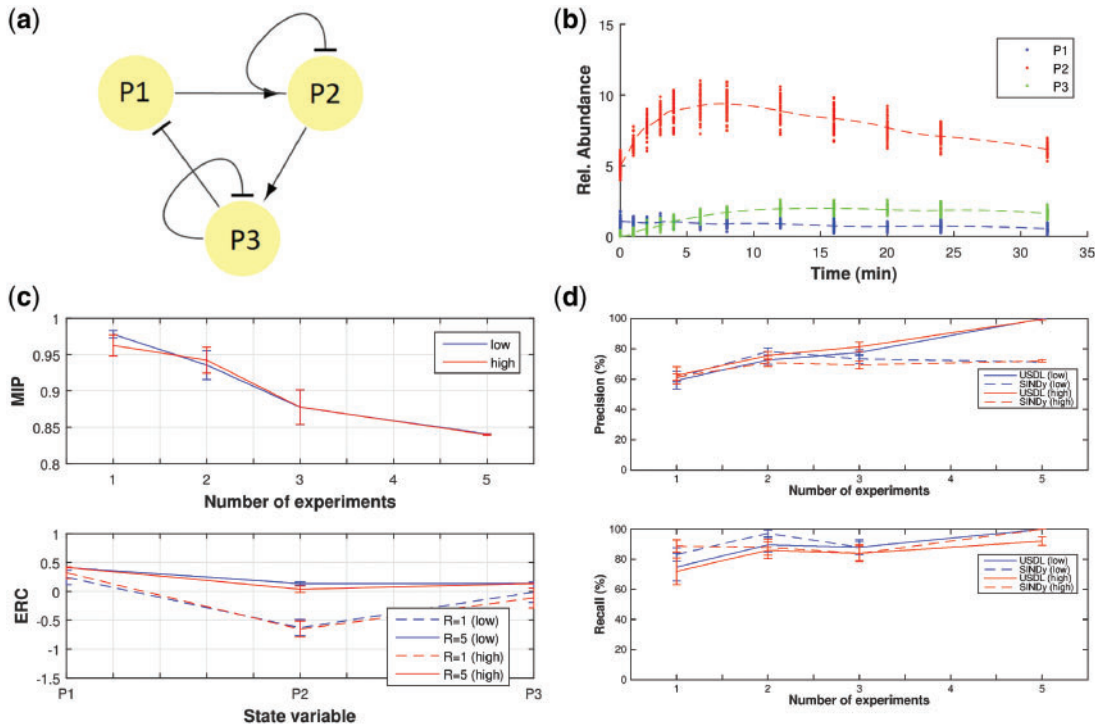 (a)
P1
P2
P3
(b)
15
10
5
0
Rel. Abundance
0
5
10
15
20
25
30
35
Time (min)
P1
P2
P3
(c)
1
0.95
0.9
0.85
0.8
MIP
1
2
3
4
5
Number of experiments
low
high
1
0.5
0
-0.5
-1
-1.5
ERC
P1
P2
P3
State variable
R=1 (low)
R=5 (low)
R=1 (high)
R=5 (high)
(d)
100
80
60
40
20
0
Precision (%)
1
2
3
4
5
Number of experiments
USDL (low)
SINDy (low)
USDL (high)
SINDy (high)
100
80
60
40
20
0
Recall (%)
1
2
3
4
5
Number of experiments
USDL (low)
SINDy (low)
USDL (high)
SINDy (high)